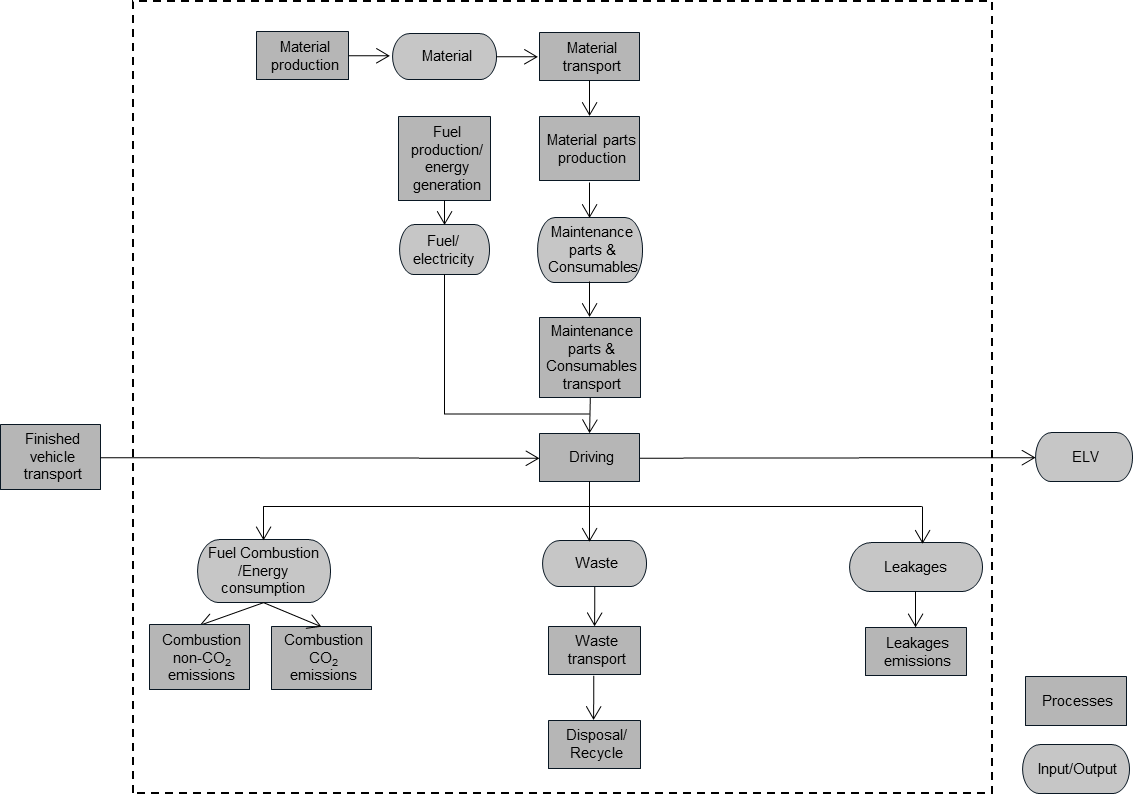 Material
production
Material
Material
transport
Fuel
production/
energy
generation
Material parts
production
Fuel/
electricity
Maintenance
parts &
Consumables
Maintenance
parts &
Consumables
transport
Finished
vehicle
transport
Driving
ELV
Fuel Combustion
/Energy
consumption
Waste
Leakages
Combustion
non-CO₂
emissions
Combustion
CO₂
emissions
Waste
transport
Leakages
emissions
Processes
Disposal/
Recycle
Input/Output